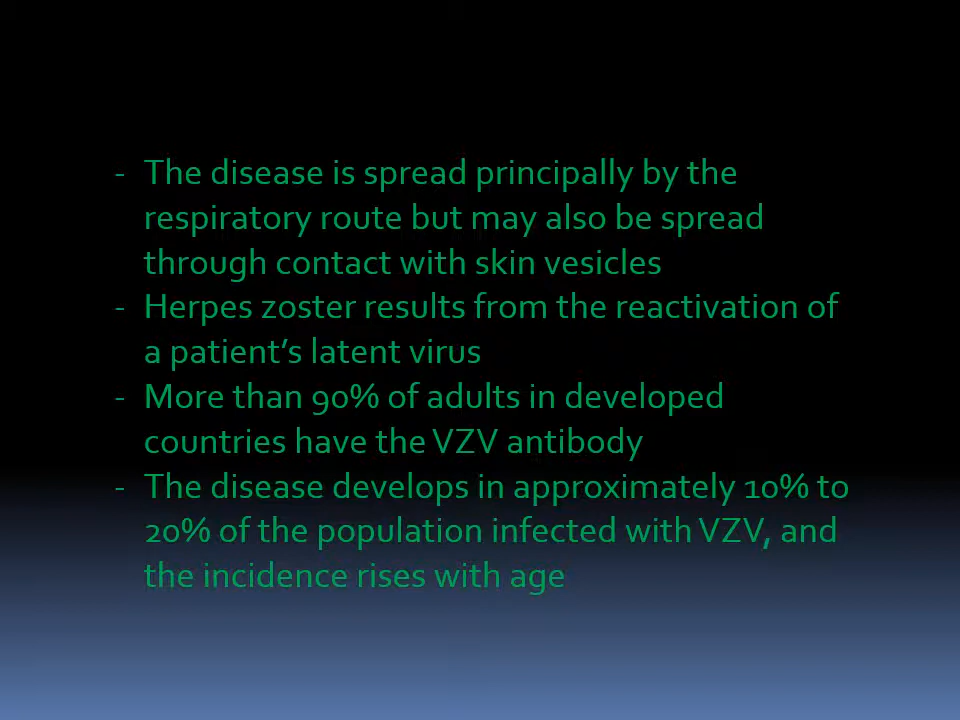 - The disease is spread principally by the
respiratory route but may also be spread
through contact with skin vesicles
- Herpes zoster results from the reactivation of
a patient’s latent virus
- More than 90% of adults in developed
countries have the VZV antibody
- The disease develops in approximately 10% to
20% of the population infected with VZV, and
the incidence rises with age